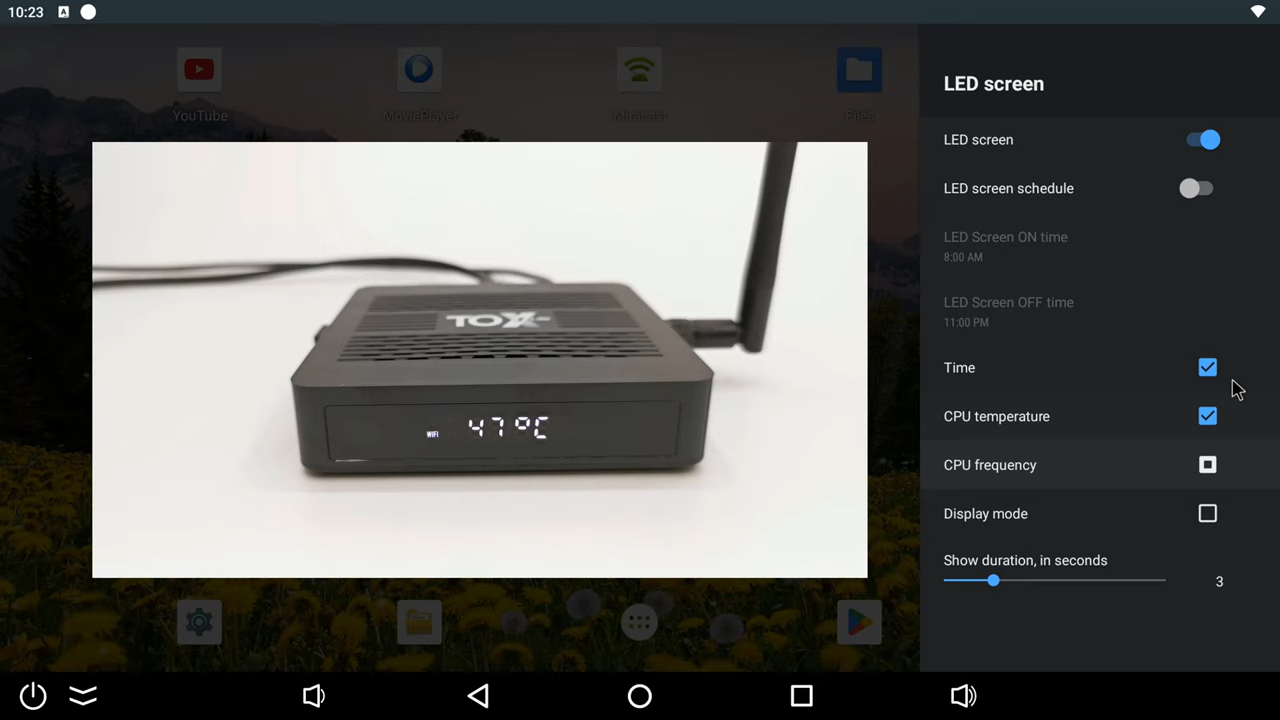 10:23
A
YouTube
MoviePlayer
Miracast
Files
TOX
WIFI 47°C
LED screen
LED screen
LED screen schedule
LED Screen ON time
8:00 AM
LED Screen OFF time
11:00 PM
Time
CPU temperature
CPU frequency
Display mode
Show duration, in seconds
3